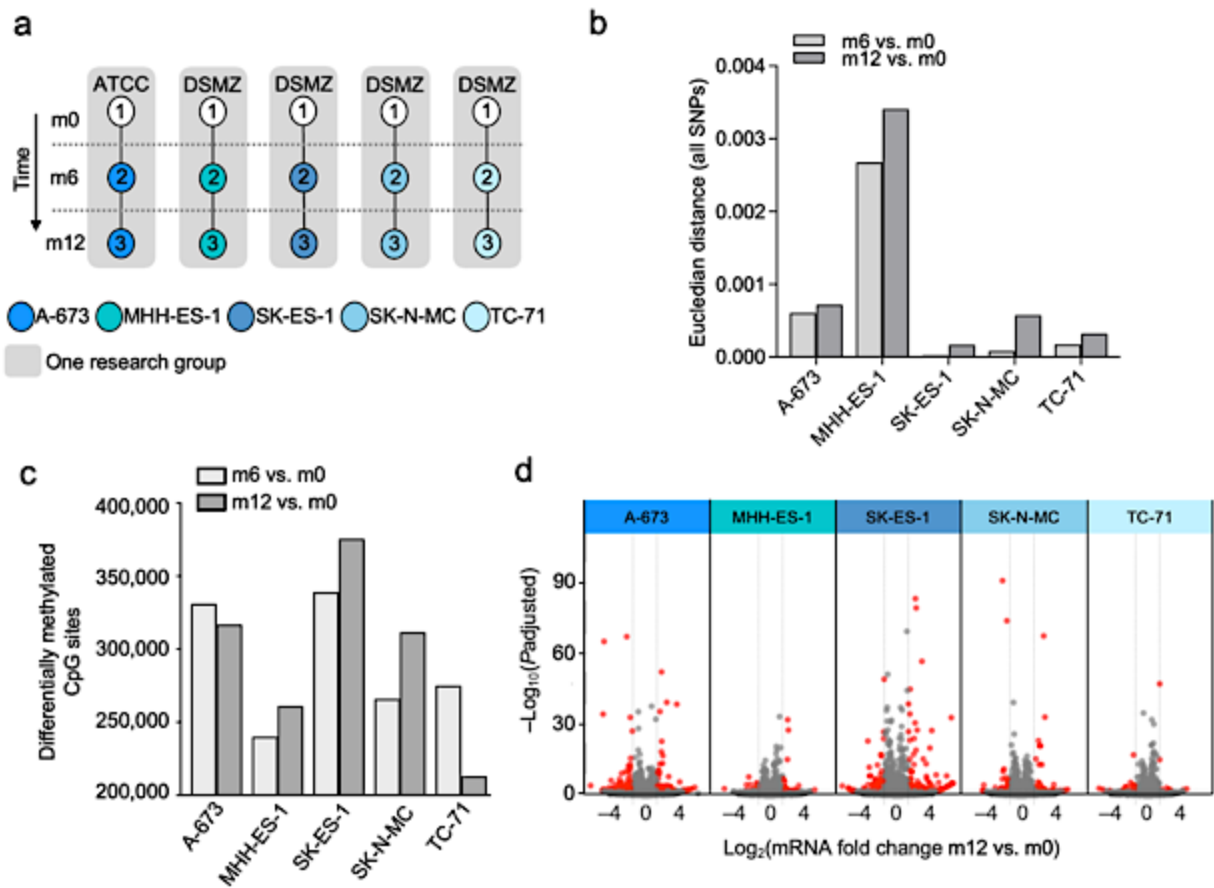 a
ATCC DSMZ DSMZ DSMZ DSMZ
m0 1 1 1 1 1
Time
m6 2 2 2 2 2
m12 3 3 3 3 3
A-673 MHH-ES-1 SK-ES-1 SK-N-MC TC-71
One research group
b
m6 vs. m0
m12 vs. m0
Eucledian distance (all SNPs)
0.004
0.003
0.002
0.001
0.000
A-673 MHH-ES-1 SK-ES-1 SK-N-MC TC-71
c
m6 vs. m0
m12 vs. m0
Differentially methylated
CpG sites
400,000
350,000
300,000
250,000
200,000
A-673 MHH-ES-1 SK-ES-1 SK-N-MC TC-71
d
A-673 MHH-ES-1 SK-ES-1 SK-N-MC TC-71
–Log10(Padjusted)
90
60
30
0
−4 0 4 −4 0 4 −4 0 4 −4 0 4 −4 0 4
Log2(mRNA fold change m12 vs. m0)